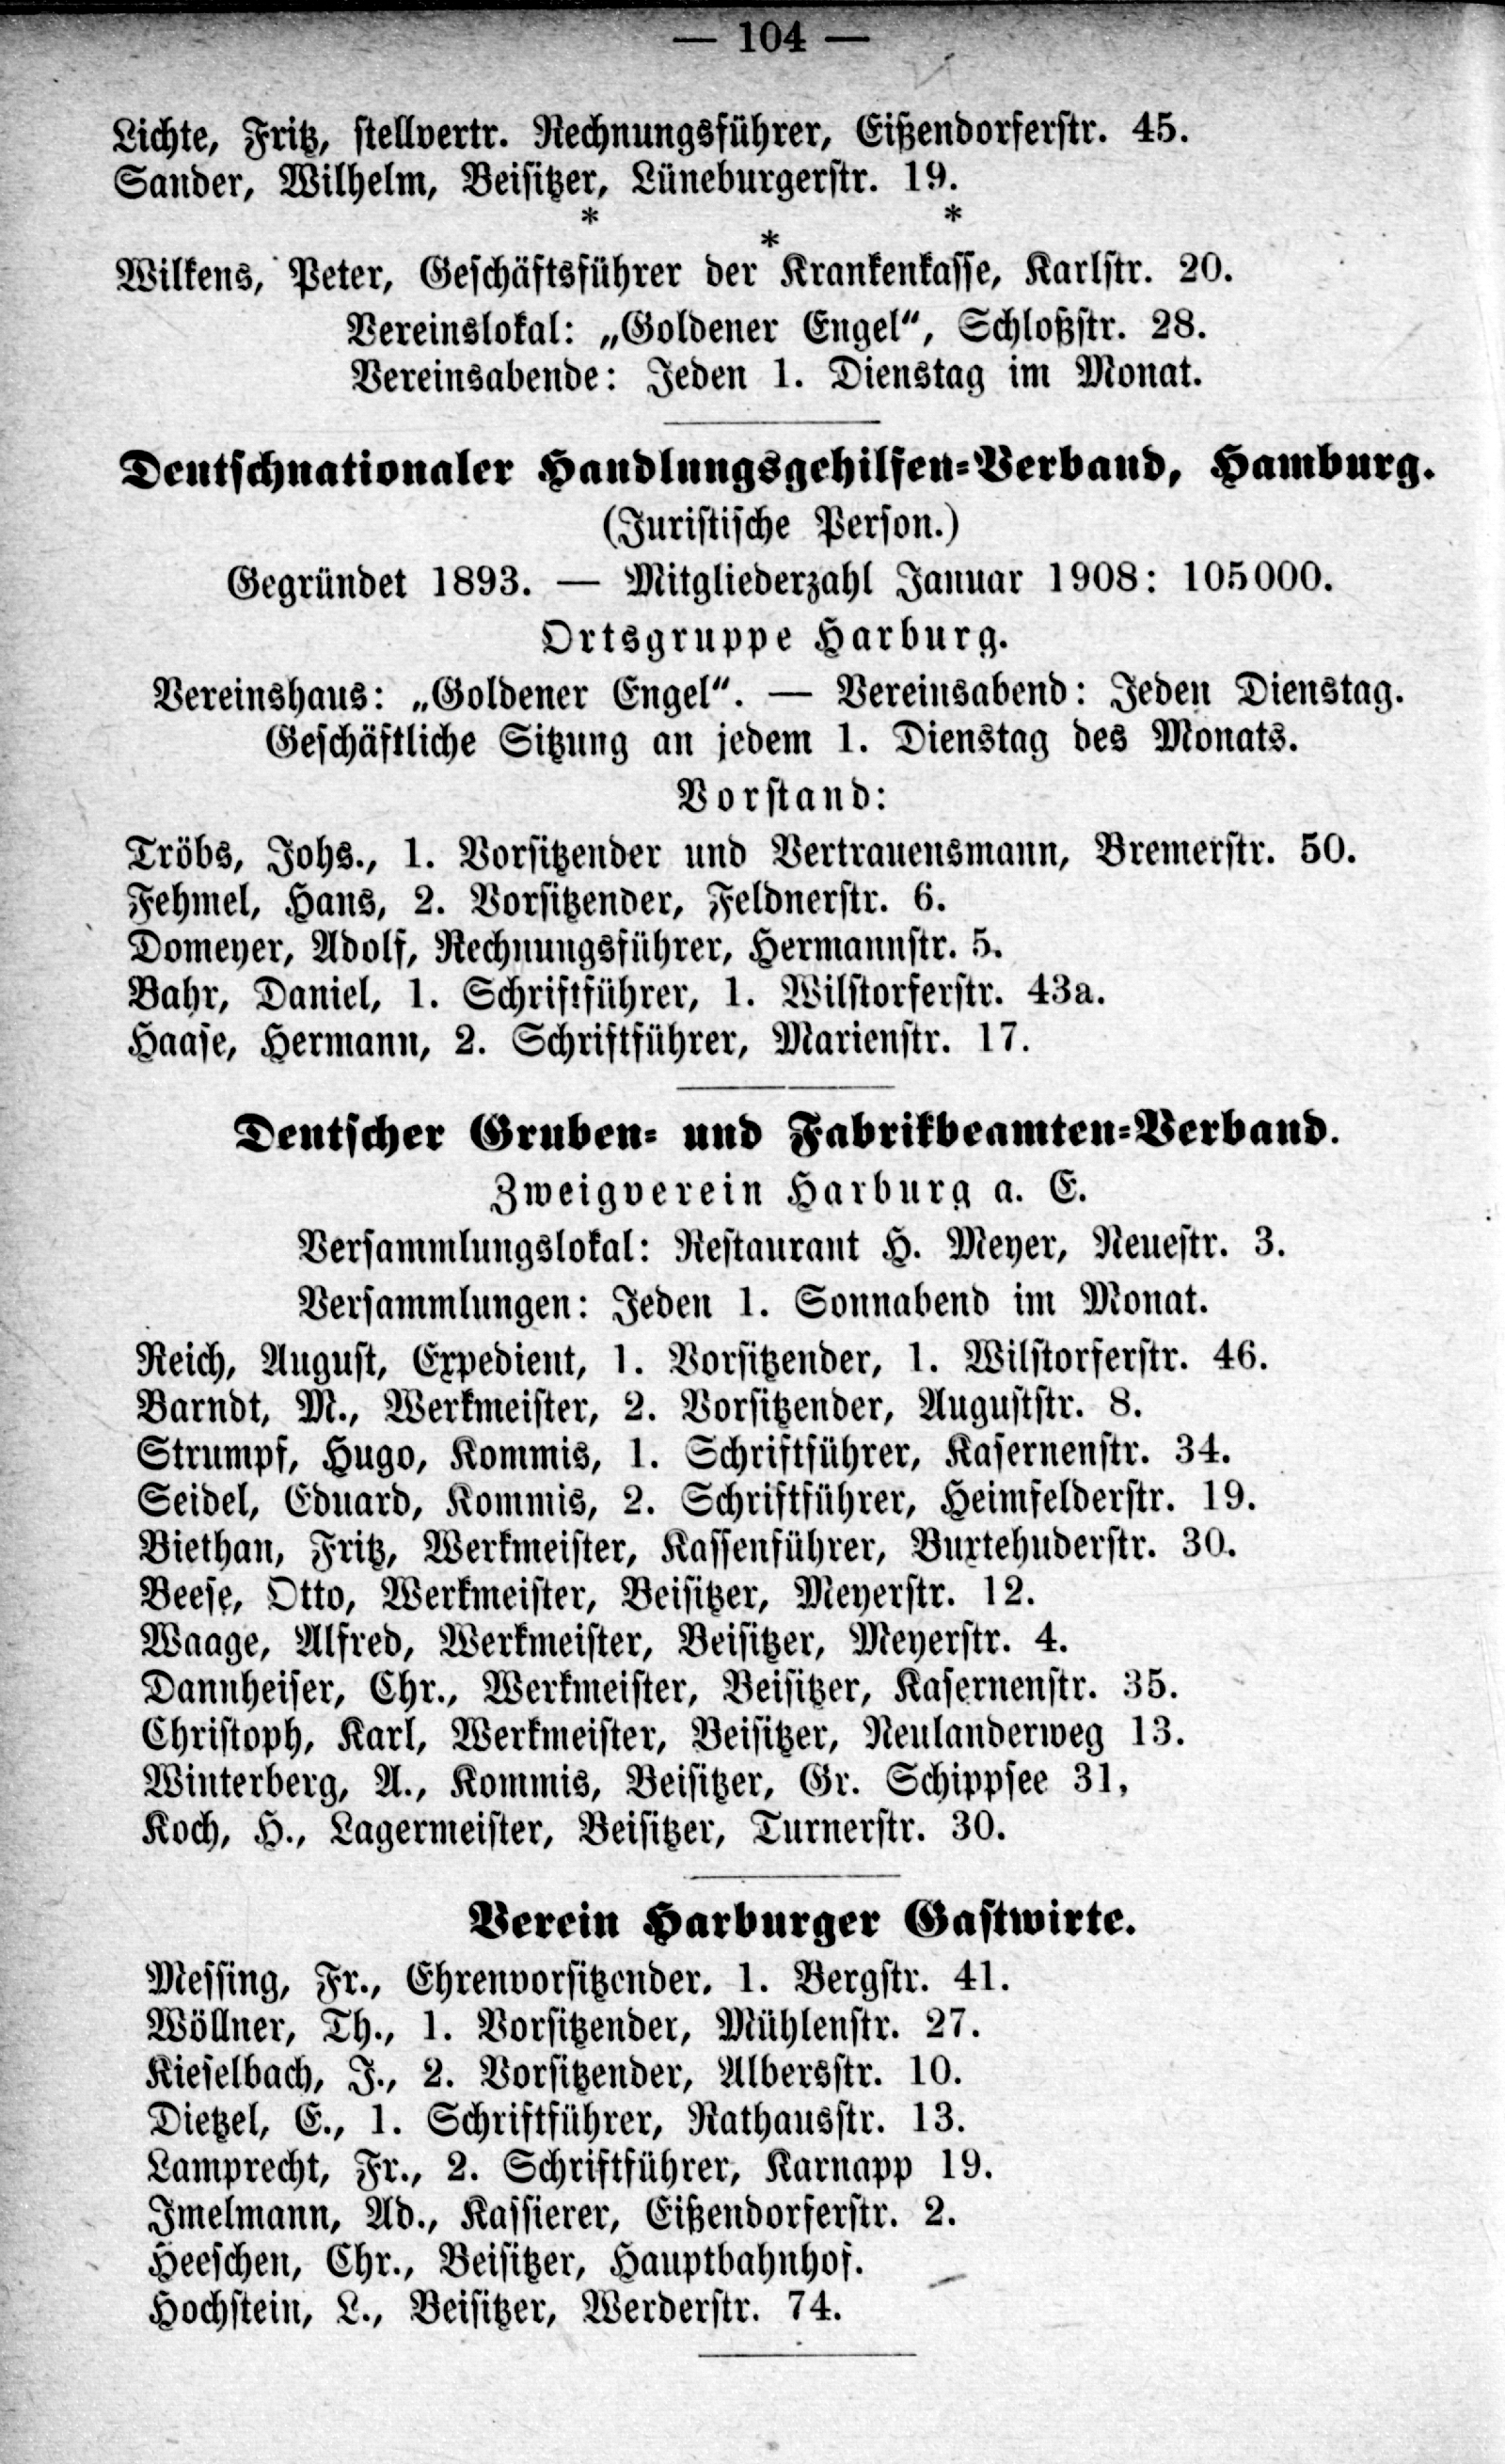 — 104 —
Lichte, Fritz, stellvertr. Rechnungsführer, Eißendorferstr. 45.
Sander, Wilhelm, Beisitzer, Lüneburgerstr. 19.
* * *
Wilkens, Peter, Geschäftsführer der Krankenkasse, Karlstr. 20.
Vereinslokal: „Goldener Engel“, Schloßstr. 28.
Vereinsabende: Jeden 1. Dienstag im Monat.
Deutschnationaler Handlungsgehilfen-Verband, Hamburg.
(Juristische Person.)
Gegründet 1893. — Mitgliederzahl Januar 1908: 105000.
Ortsgruppe Harburg.
Vereinshaus: „Goldener Engel“. — Vereinsabend: Jeden Dienstag.
Geschäftliche Sitzung an jedem 1. Dienstag des Monats.
Vorstand:
Tröbs, Johs., 1. Vorsitzender und Vertrauensmann, Bremerstr. 50.
Fehmel, Hans, 2. Vorsitzender, Feldnerstr. 6.
Domeyer, Adolf, Rechnungsführer, Hermannstr. 5.
Bahr, Daniel, 1. Schriftführer, 1. Wilstorferstr. 43a.
Haase, Hermann, 2. Schriftführer, Marienstr. 17.
Deutscher Gruben- und Fabrikbeamten-Verband.
Zweigverein Harburg a. E.
Versammlungslokal: Restaurant H. Meyer, Neuestr. 3.
Versammlungen: Jeden 1. Sonnabend im Monat.
Reich, August, Expedient, 1. Vorsitzender, 1. Wilstorferstr. 46.
Barndt, M., Werkmeister, 2. Vorsitzender, Auguststr. 8.
Strumpf, Hugo, Kommis, 1. Schriftführer, Kasernenstr. 34.
Seidel, Eduard, Kommis, 2. Schriftführer, Heimfelderstr. 19.
Biethan, Fritz, Werkmeister, Kassenführer, Buxtehuderstr. 30.
Beese, Otto, Werkmeister, Beisitzer, Meyerstr. 12.
Waage, Alfred, Werkmeister, Beisitzer, Meyerstr. 4.
Dannheiser, Chr., Werkmeister, Beisitzer, Kasernenstr. 35.
Christoph, Karl, Werkmeister, Beisitzer, Neulanderweg 13.
Winterberg, A., Kommis, Beisitzer, Gr. Schippsee 31,
Koch, H., Lagermeister, Beisitzer, Turnerstr. 30.
Verein Harburger Gastwirte.
Messing, Fr., Ehrenvorsitzender, 1. Bergstr. 41.
Wöllner, Th., 1. Vorsitzender, Mühlenstr. 27.
Kieselbach, J., 2. Vorsitzender, Albersstr. 10.
Dietzel, E., 1. Schriftführer, Rathausstr. 13.
Lamprecht, Fr., 2. Schriftführer, Karnapp 19.
Imelmann, Ad., Kassierer, Eißendorferstr. 2.
Heeschen, Chr., Beisitzer, Hauptbahnhof.
Hochstein, L., Beisitzer, Werderstr. 74.